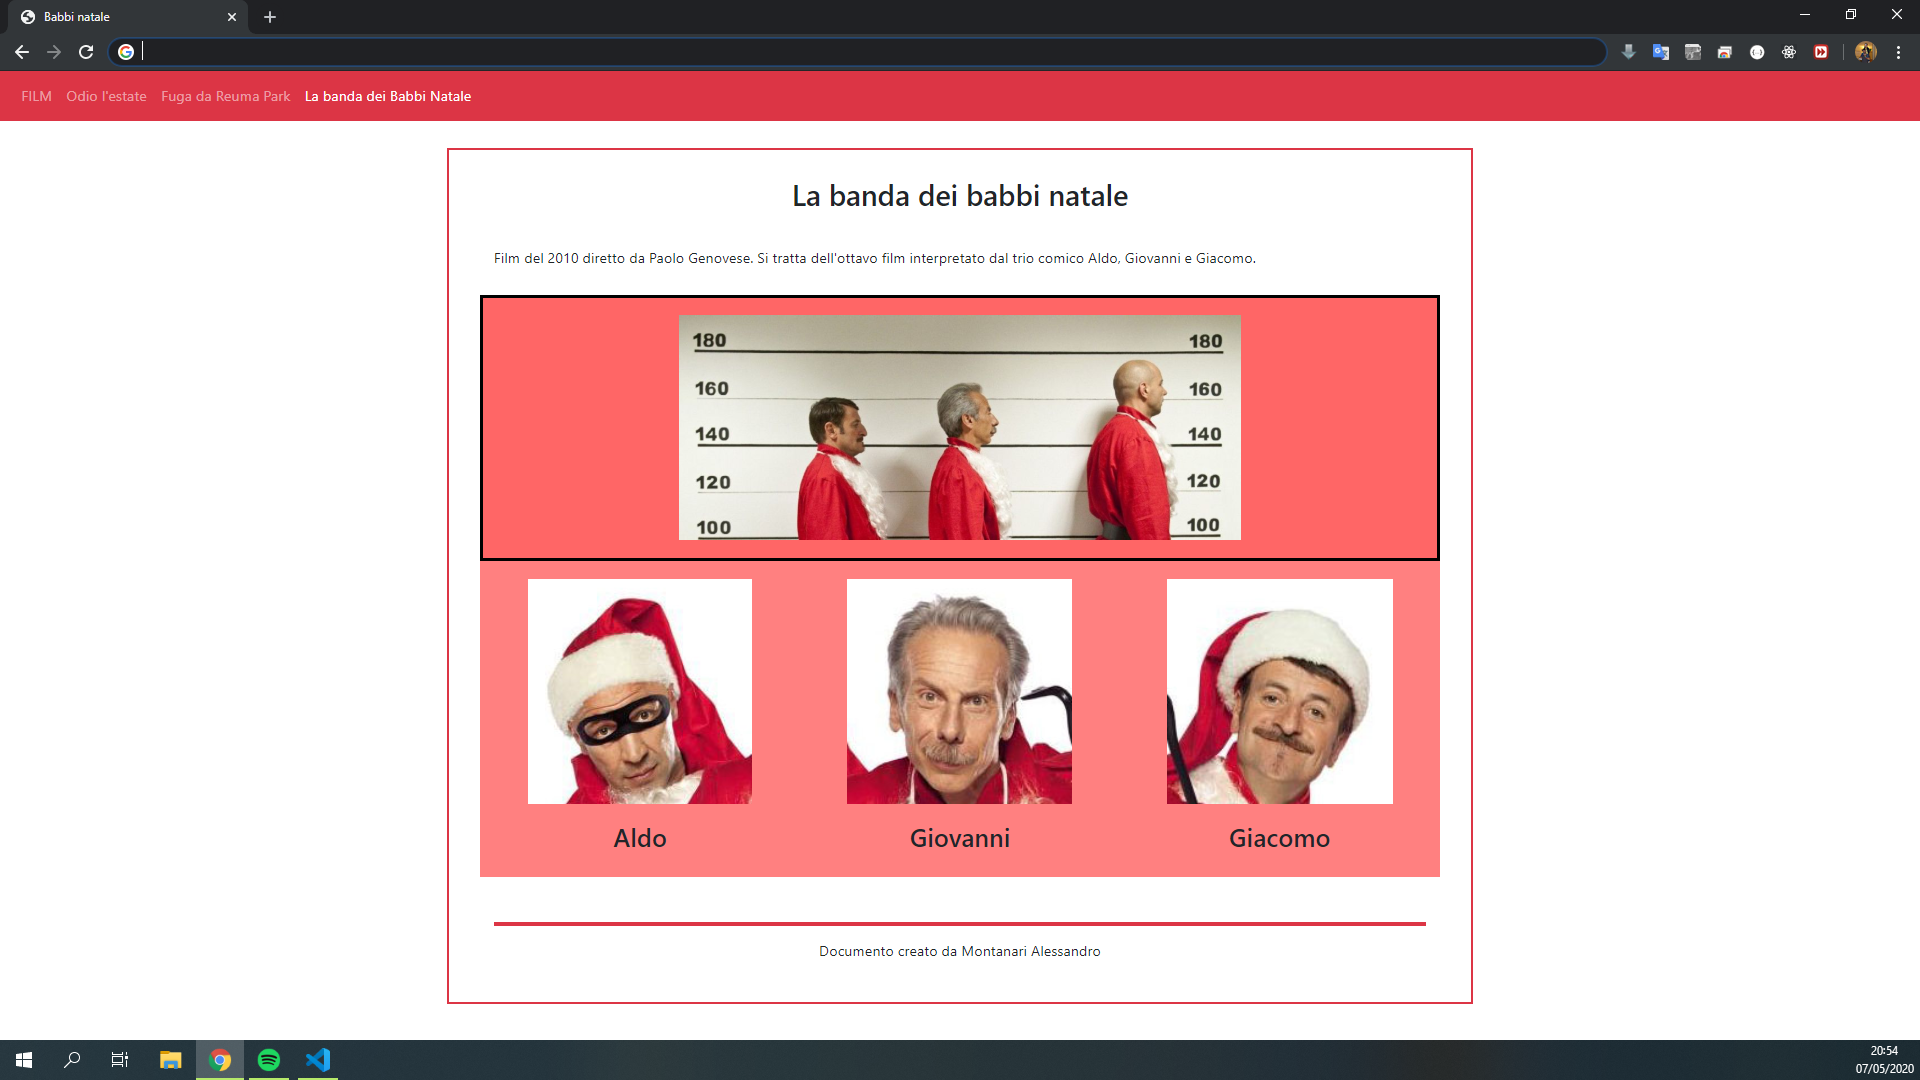 Babbi natale
FILM Odio l'estate Fuga da Reuma Park La banda dei Babbi Natale
La banda dei babbi natale
Film del 2010 diretto da Paolo Genovese. Si tratta dell'ottavo film interpretato dal trio comico Aldo, Giovanni e Giacomo.
180 180
160 160
140 140
120 120
100 100
Aldo Giovanni Giacomo
Documento creato da Montanari Alessandro
20:54
07/05/2020